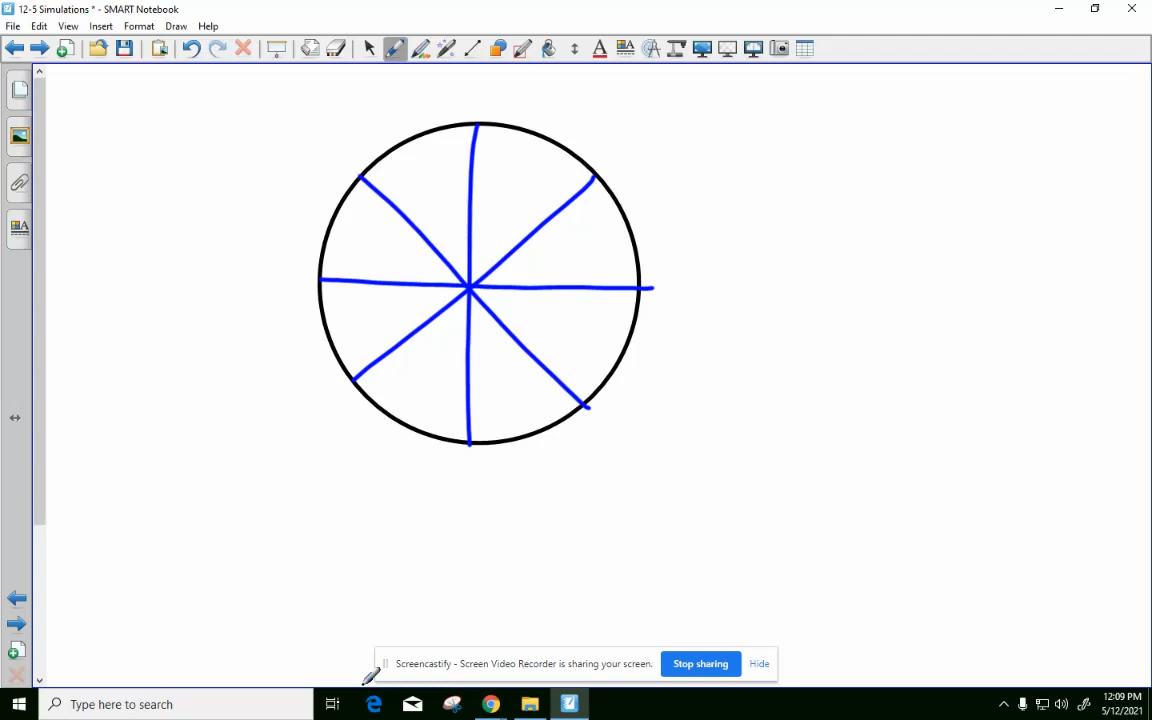 12-5 Simulations * - SMART Notebook
File Edit View Insert Format Draw Help
Screencastify - Screen Video Recorder is sharing your screen. Stop sharing Hide
Type here to search
12:09 PM
5/12/2021